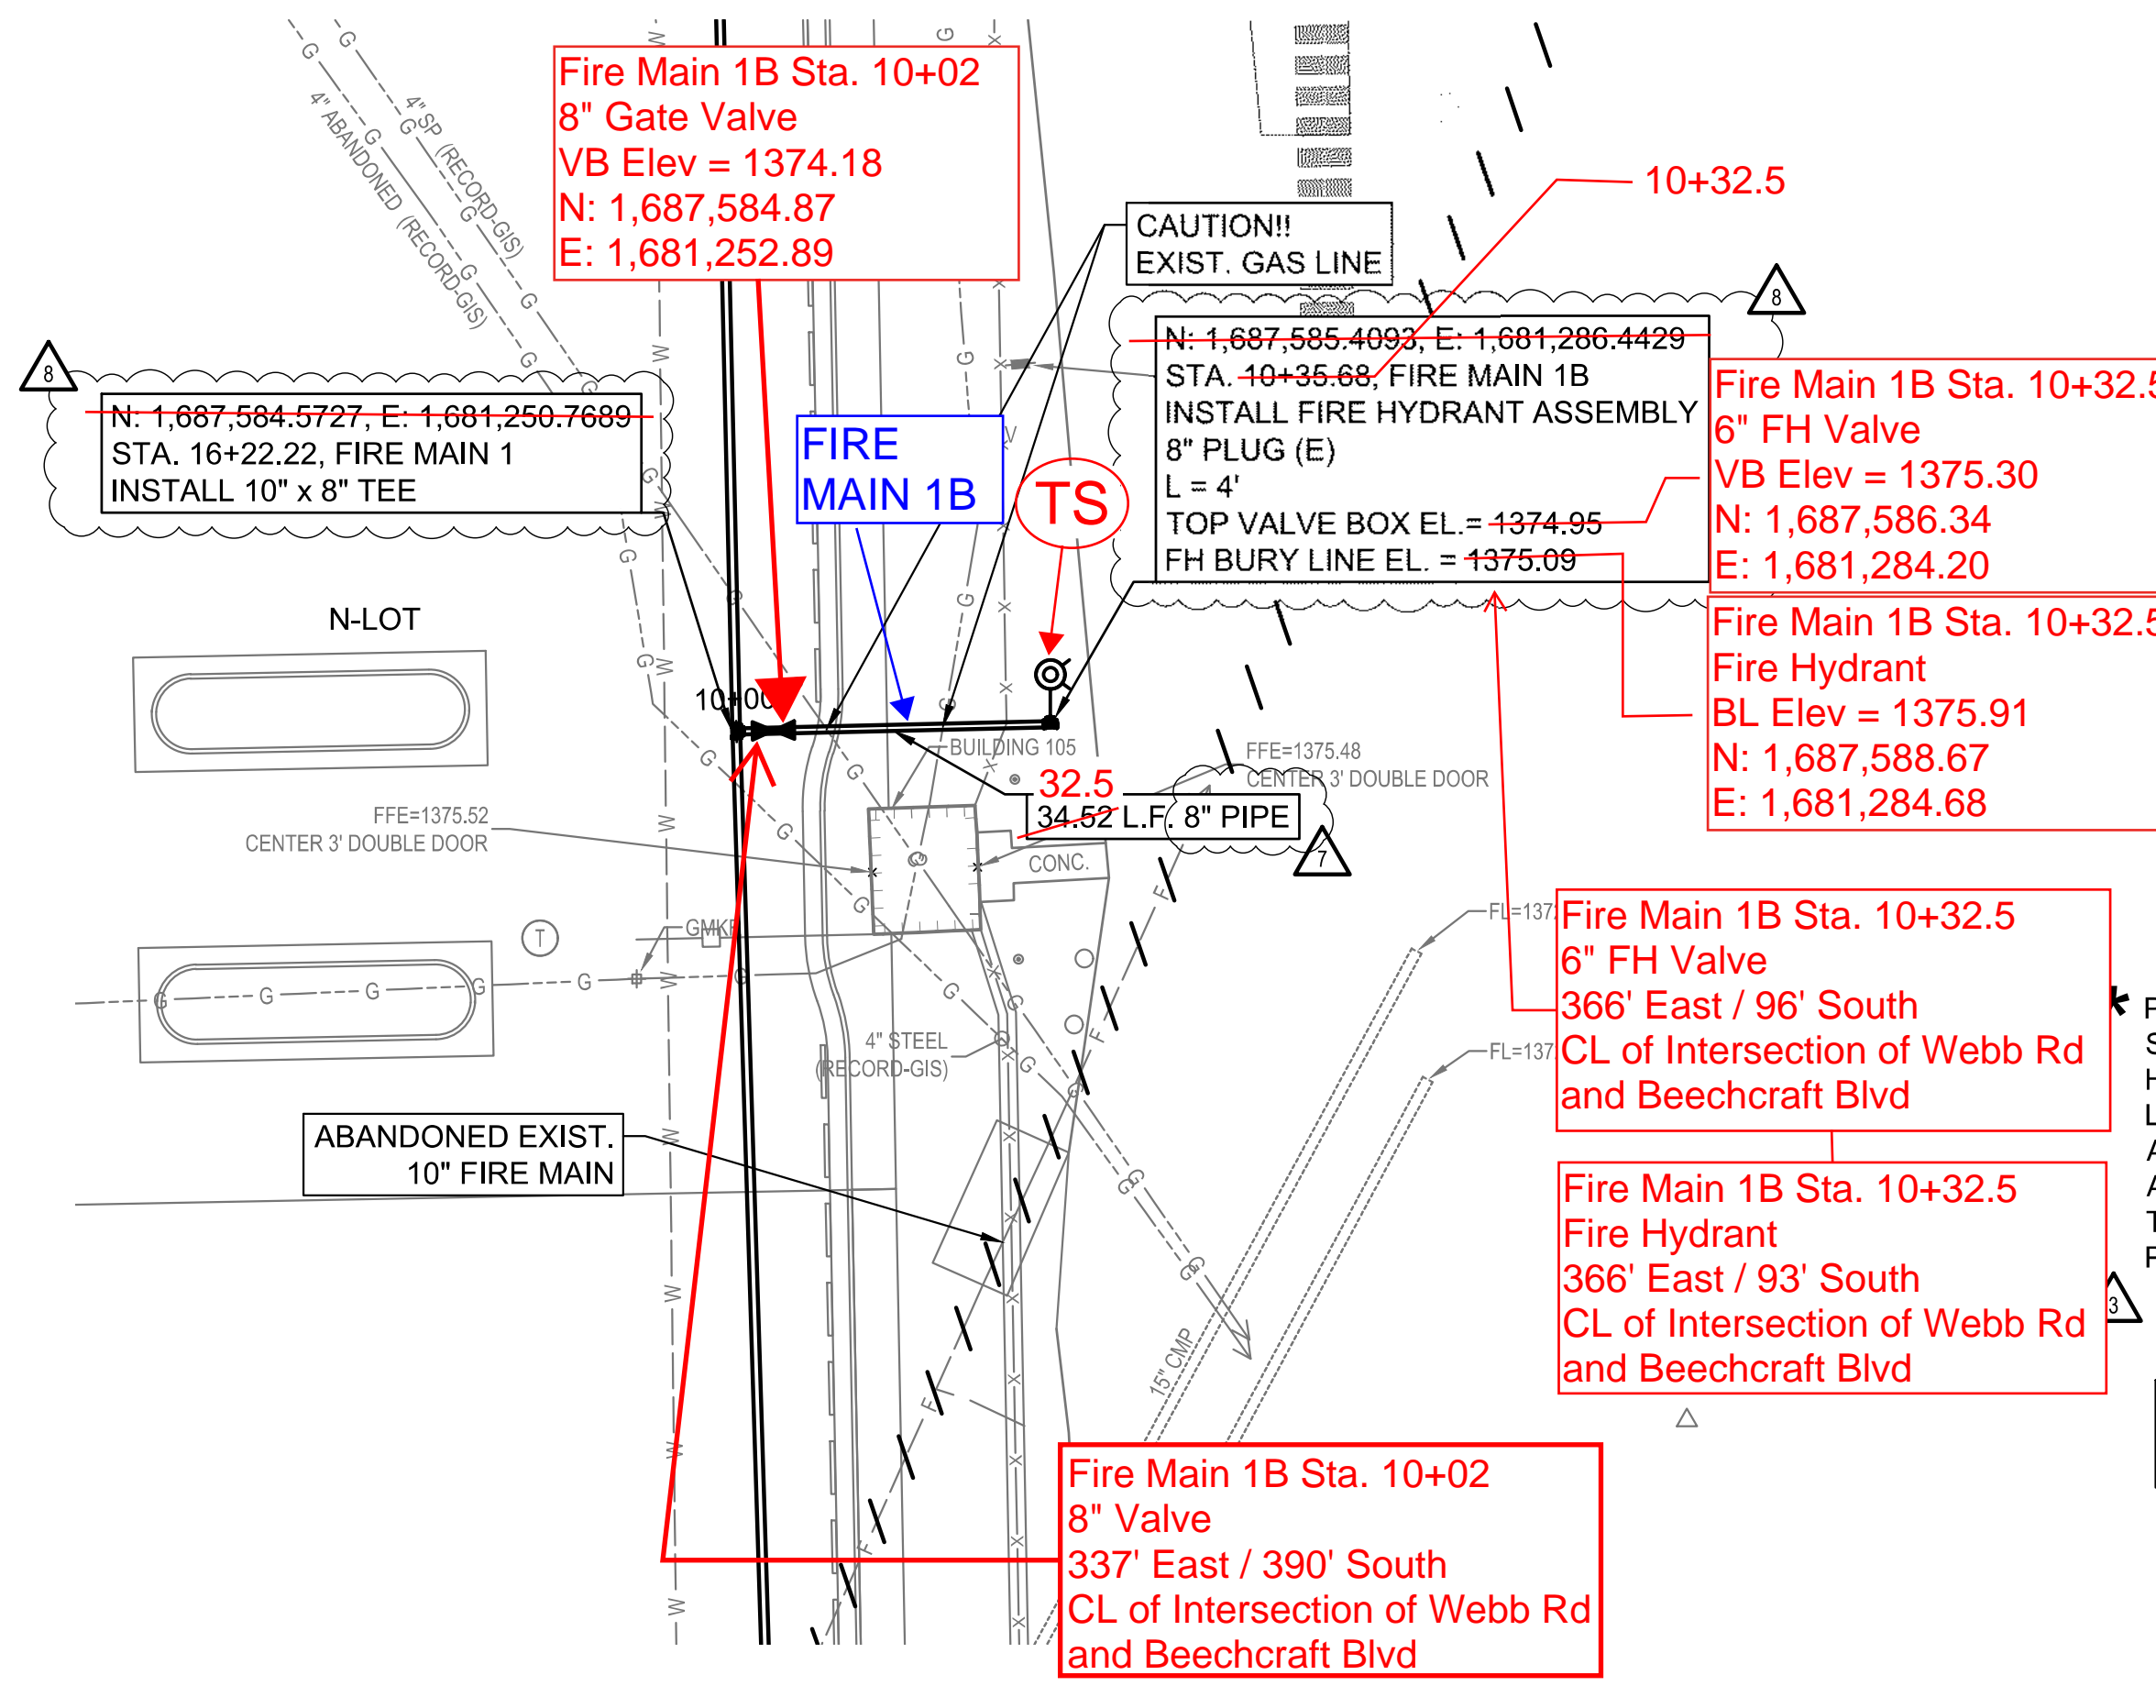 Fire Main 1B Sta. 10+02
8" Gate Valve
VB Elev = 1374.18
N: 1,687,584.87
E: 1,681,252.89
4" SP (RECORD-GIS)
4" ABANDONED (RECORD-GIS)
10+32.5
CAUTION!!
EXIST. GAS LINE
8
N: 1,687,585.4093, E: 1,681,286.4429
STA. 10+35.68, FIRE MAIN 1B
INSTALL FIRE HYDRANT ASSEMBLY
8" PLUG (E)
L = 4'
TOP VALVE BOX EL.= 1374.95
FH BURY LINE EL. = 1375.09
8
N: 1,687,584.5727, E: 1,681,250.7689
STA. 16+22.22, FIRE MAIN 1
INSTALL 10" x 8" TEE
FIRE
MAIN 1B
TS
Fire Main 1B Sta. 10+32.5
6" FH Valve
VB Elev = 1375.30
N: 1,687,586.34
E: 1,681,284.20
Fire Main 1B Sta. 10+32.5
Fire Hydrant
BL Elev = 1375.91
N: 1,687,588.67
E: 1,681,284.68
N-LOT
10+00
BUILDING 105
FFE=1375.48
CENTER 3' DOUBLE DOOR
32.5
34.52 L.F. 8" PIPE
7
FFE=1375.52
CENTER 3' DOUBLE DOOR
CONC.
T
GMKR
4" STEEL
(RECORD-GIS)
FL=137
FL=137
Fire Main 1B Sta. 10+32.5
6" FH Valve
366' East / 96' South
CL of Intersection of Webb Rd
and Beechcraft Blvd
ABANDONED EXIST.
10" FIRE MAIN
Fire Main 1B Sta. 10+32.5
Fire Hydrant
366' East / 93' South
CL of Intersection of Webb Rd
and Beechcraft Blvd
3
15" CMP
Fire Main 1B Sta. 10+02
8" Valve
337' East / 390' South
CL of Intersection of Webb Rd
and Beechcraft Blvd